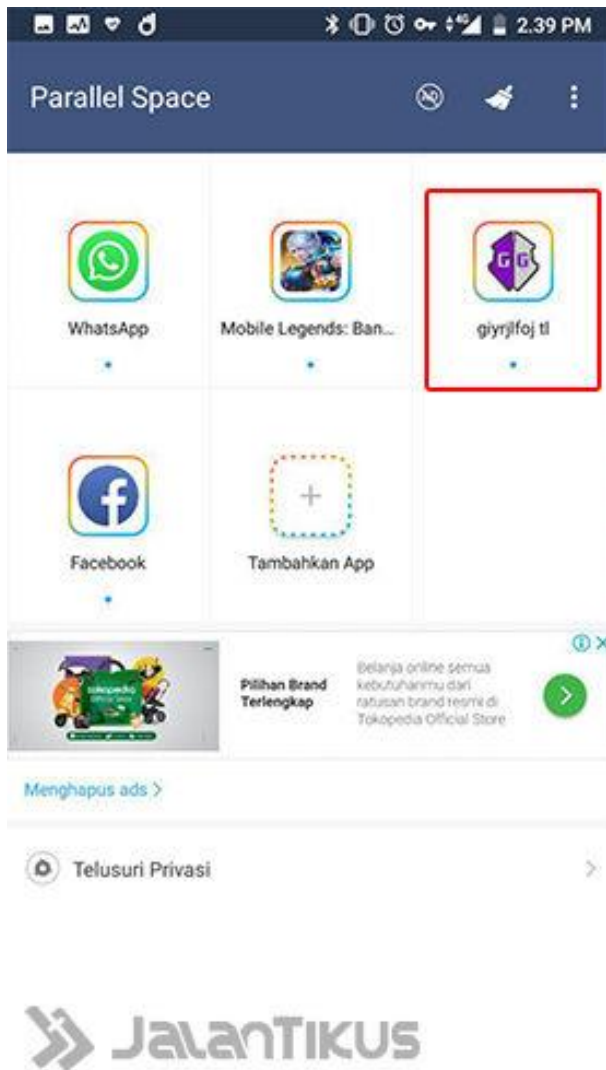 2.39 PM
Parallel Space
WhatsApp
Mobile Legends: Ban...
giyrjlfoj tl
Facebook
Tambahkan App
tokopedia
Pilihan Brand
Terlengkap
Belanja online semua
kebutuhanmu dari
ratusan brand resmi di
Tokopedia Official Store
Menghapus ads >
Telusuri Privasi
JALANTIKUS